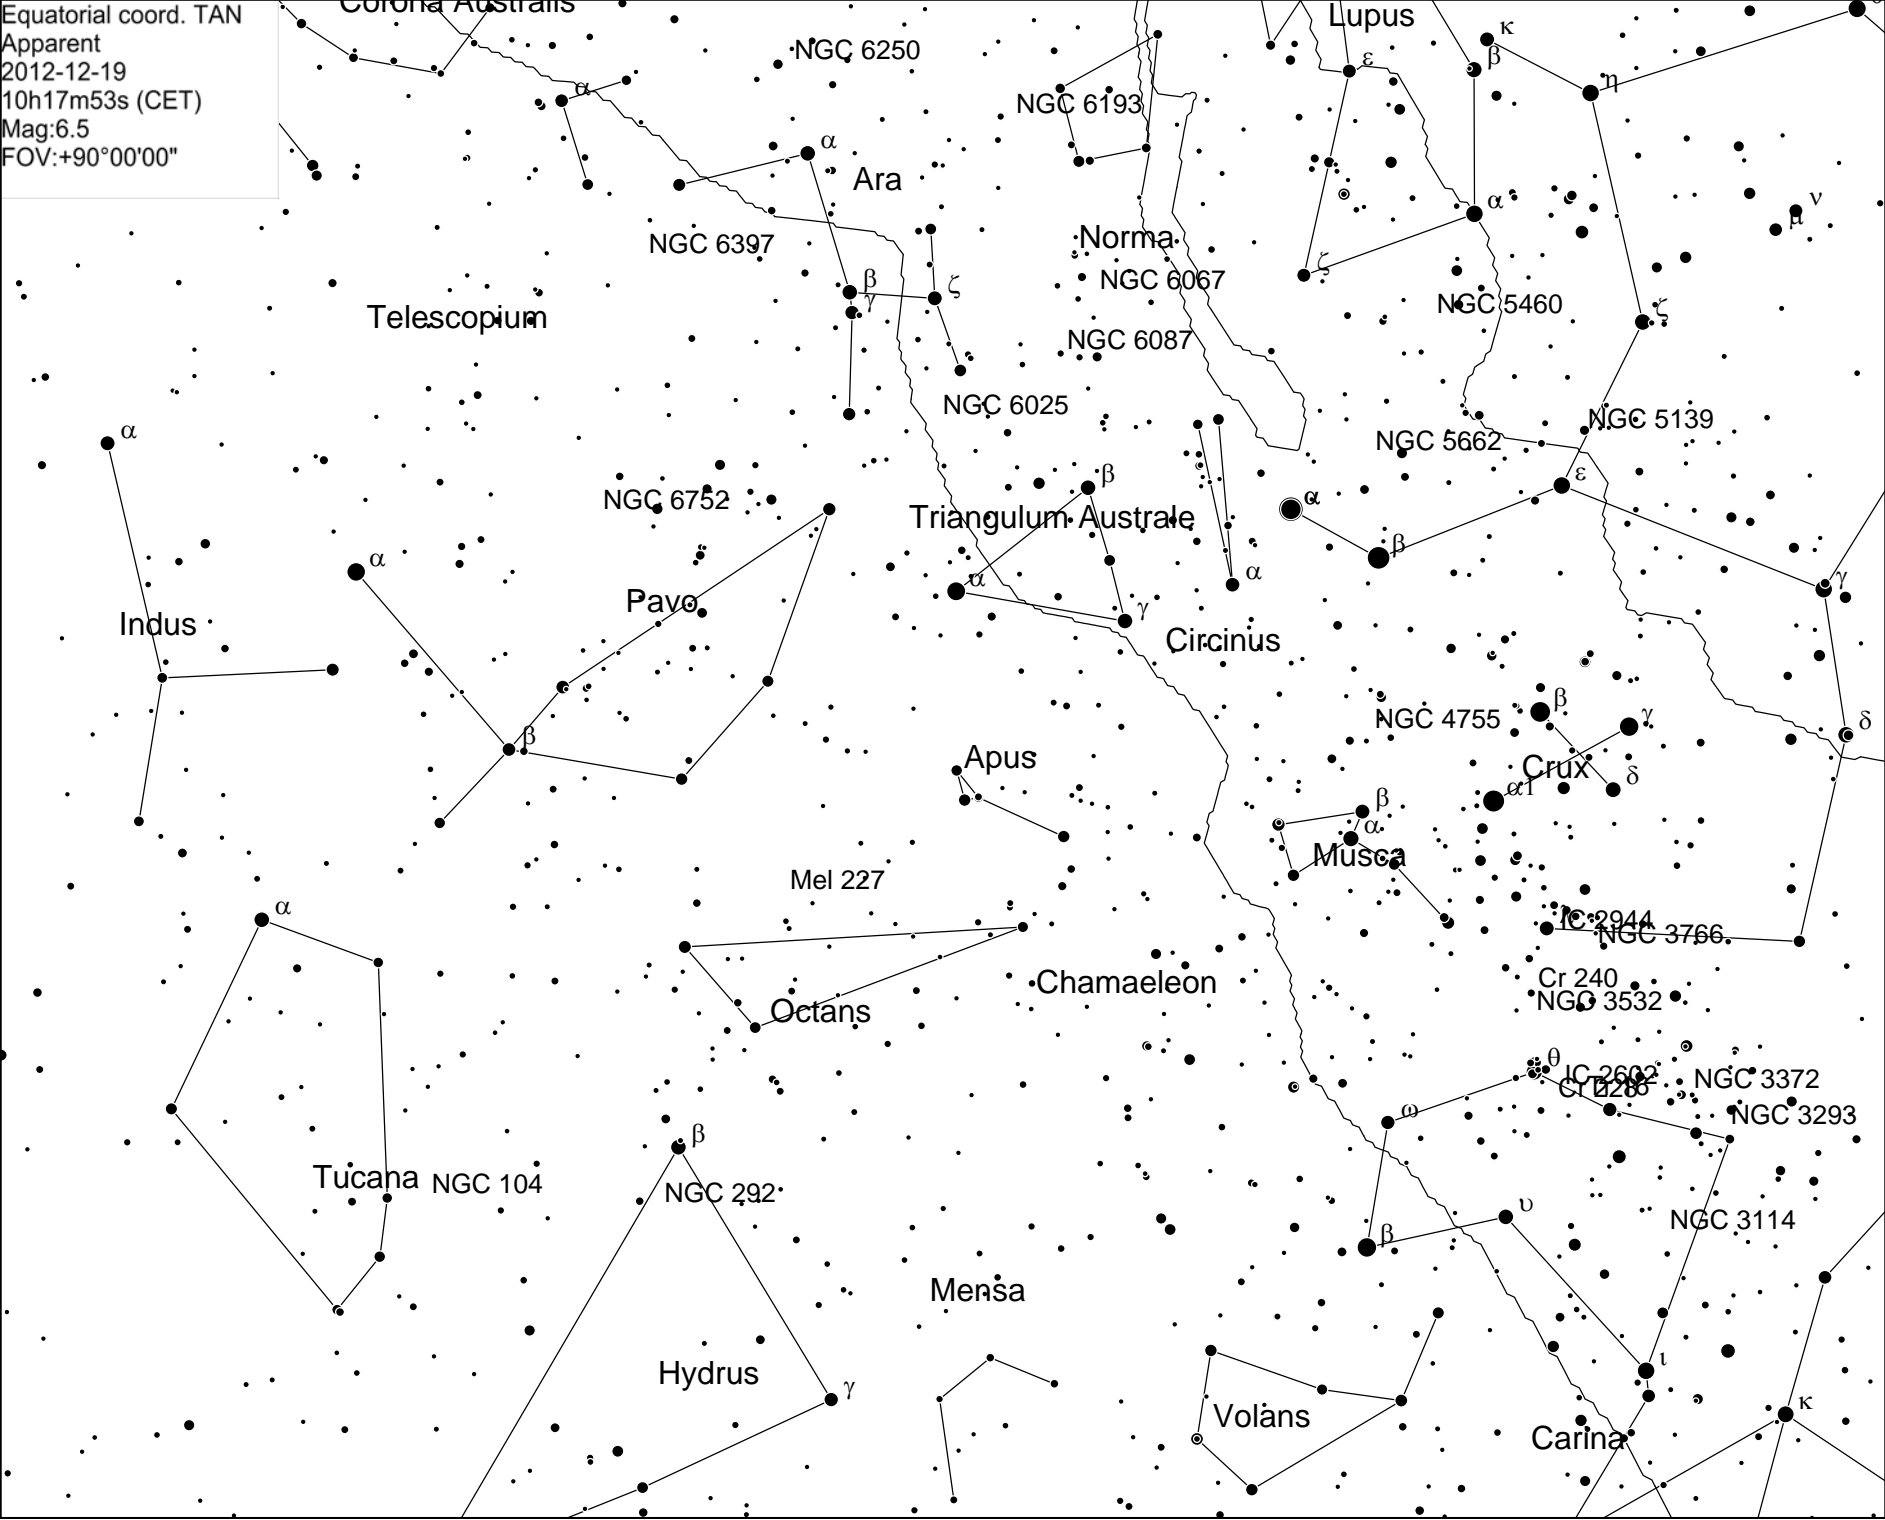 Equatorial coord. TAN
Apparent
2012-12-19
10h17m53s (CET)
Mag:6.5
FOV:+90°00'00"
Corona Australis
Lupus
κ
β
ε
η
NGC 6250
α
NGC 6193
α
Ara
α
ν
μ
NGC 6397
Norma
ζ
β
ζ
NGC 6067
γ
NGC 5460
ζ
Telescopium
NGC 6087
NGC 6025
NGC 5139
α
NGC 5662
β
ε
NGC 6752
α
Triangulum Australe
β
α
α
α
γ
Pavo
γ
Indus
Circinus
β
γ
NGC 4755
δ
β
Apus
Crux
δ
α1
β
α
Musca
Mel 227
α
λ
IC 2944
NGC 3766
Chamaeleon
Cr 240
NGC 3532
Octans
θ
IC 2602
Cr 228
NGC 3372
ω
NGC 3293
β
Tucana
NGC 104
NGC 292
υ
NGC 3114
β
Mensa
ι
Hydrus
γ
κ
Volans
Carina